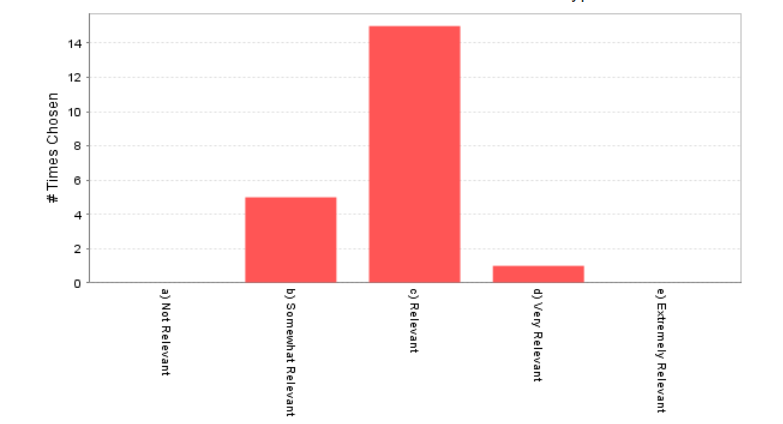 14
12
10
8
6
4
2
0
# Times Chosen
a) Not Relevant
b) Somewhat Relevant
c) Relevant
d) Very Relevant
e) Extremely Relevant